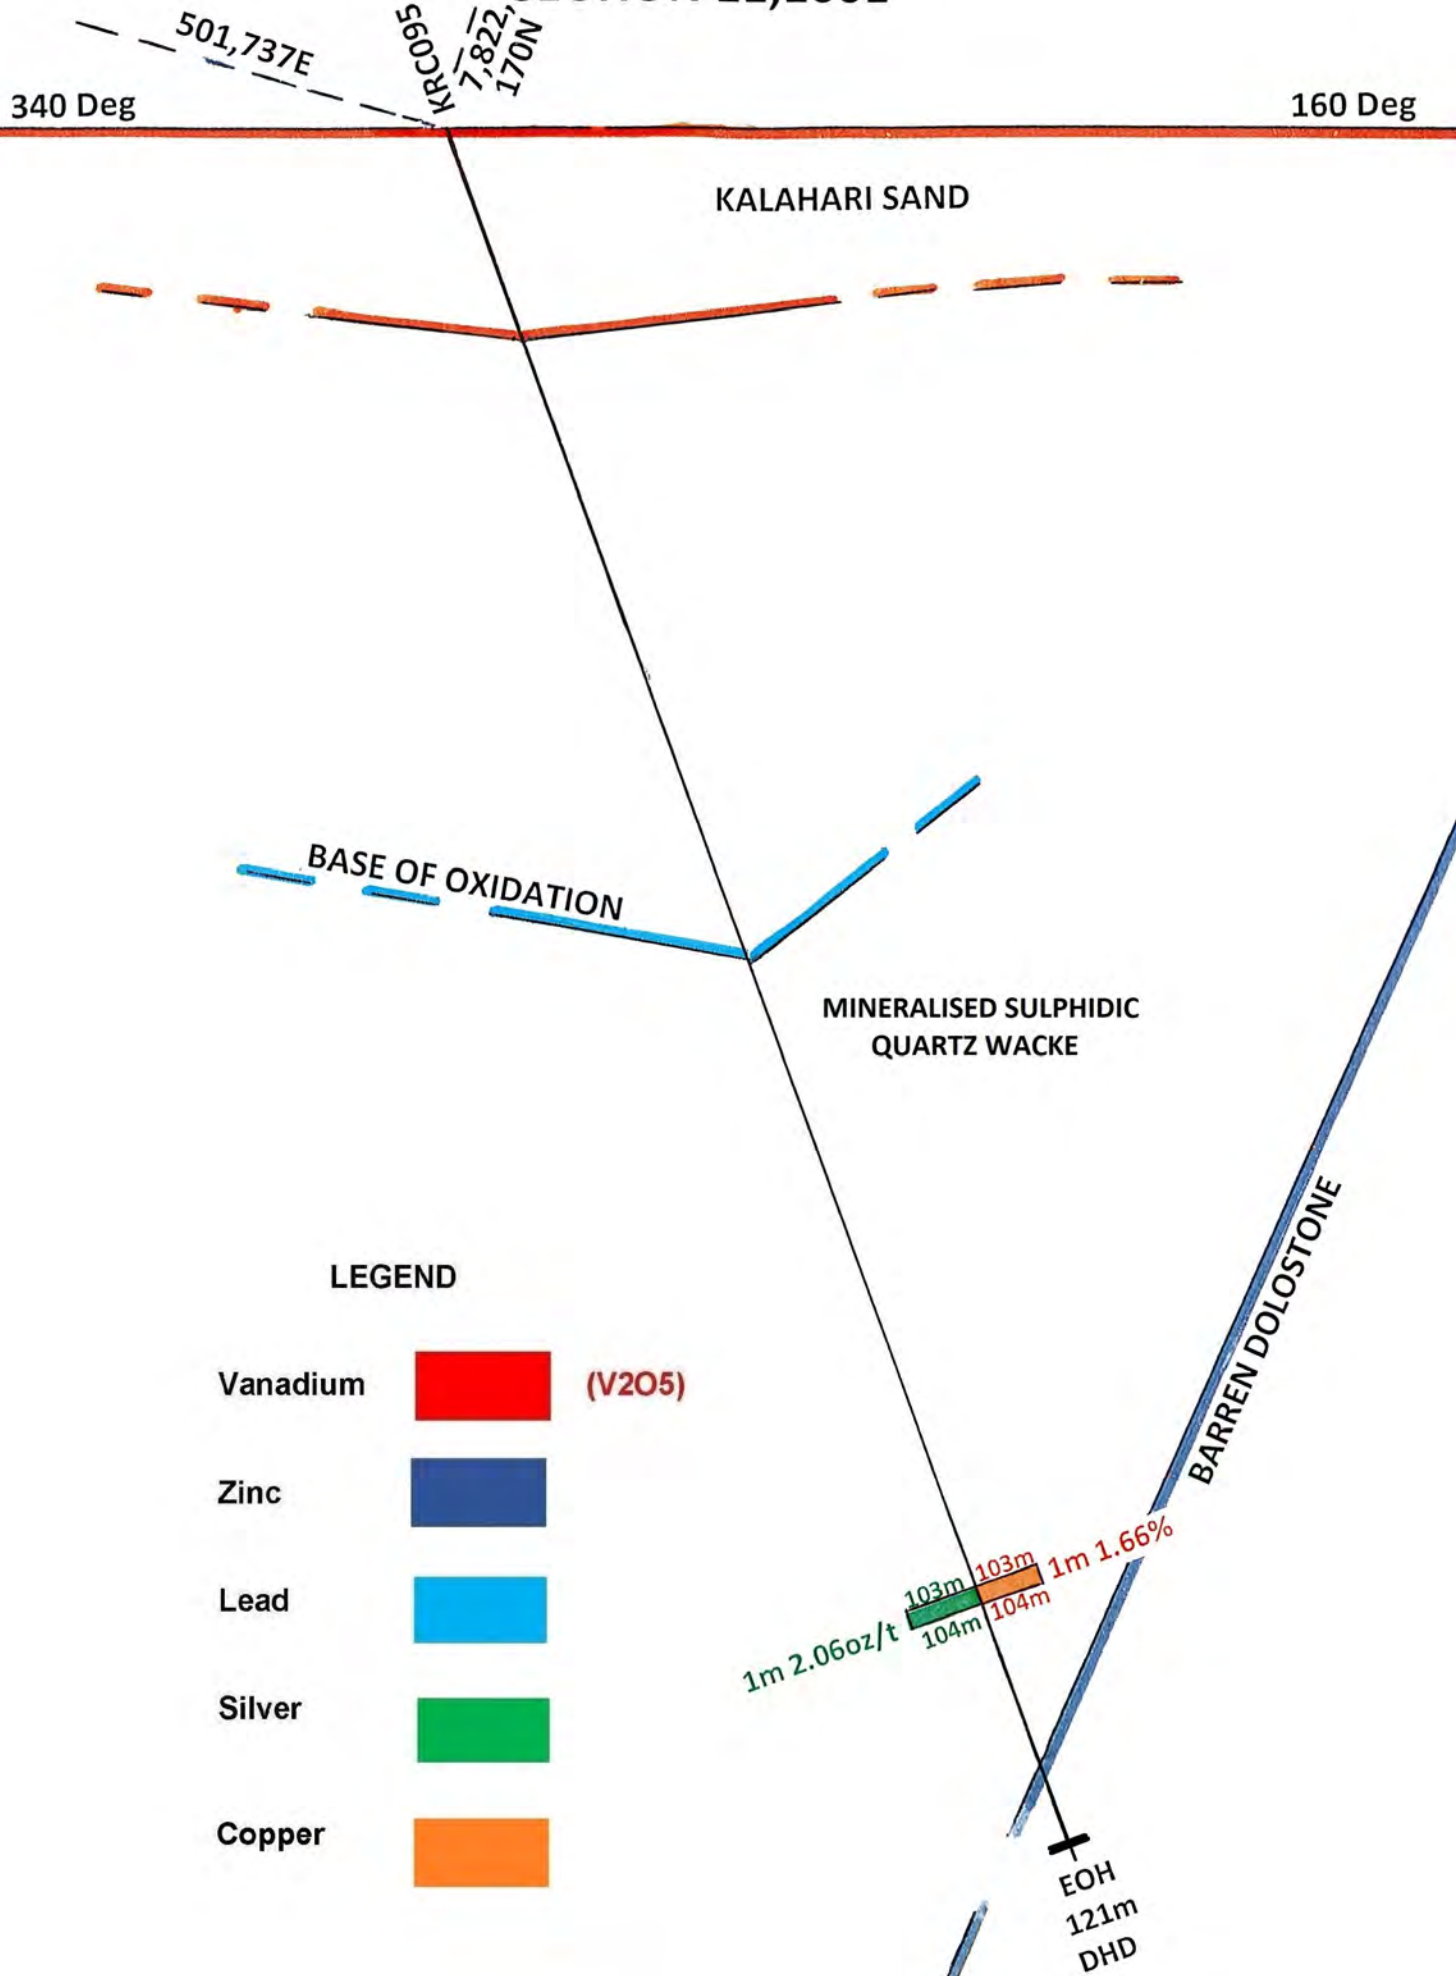 501,737E
KRC095
7,822,
170N
340 Deg
160 Deg
KALAHARI SAND
BASE OF OXIDATION
MINERALISED SULPHIDIC
QUARTZ WACKE
BARREN DOLOSTONE
LEGEND
Vanadium
(V2O5)
Zinc
Lead
Silver
Copper
103m
103m
1m 1.66%
104m
104m
1m 2.06oz/t
EOH
121m
DHD